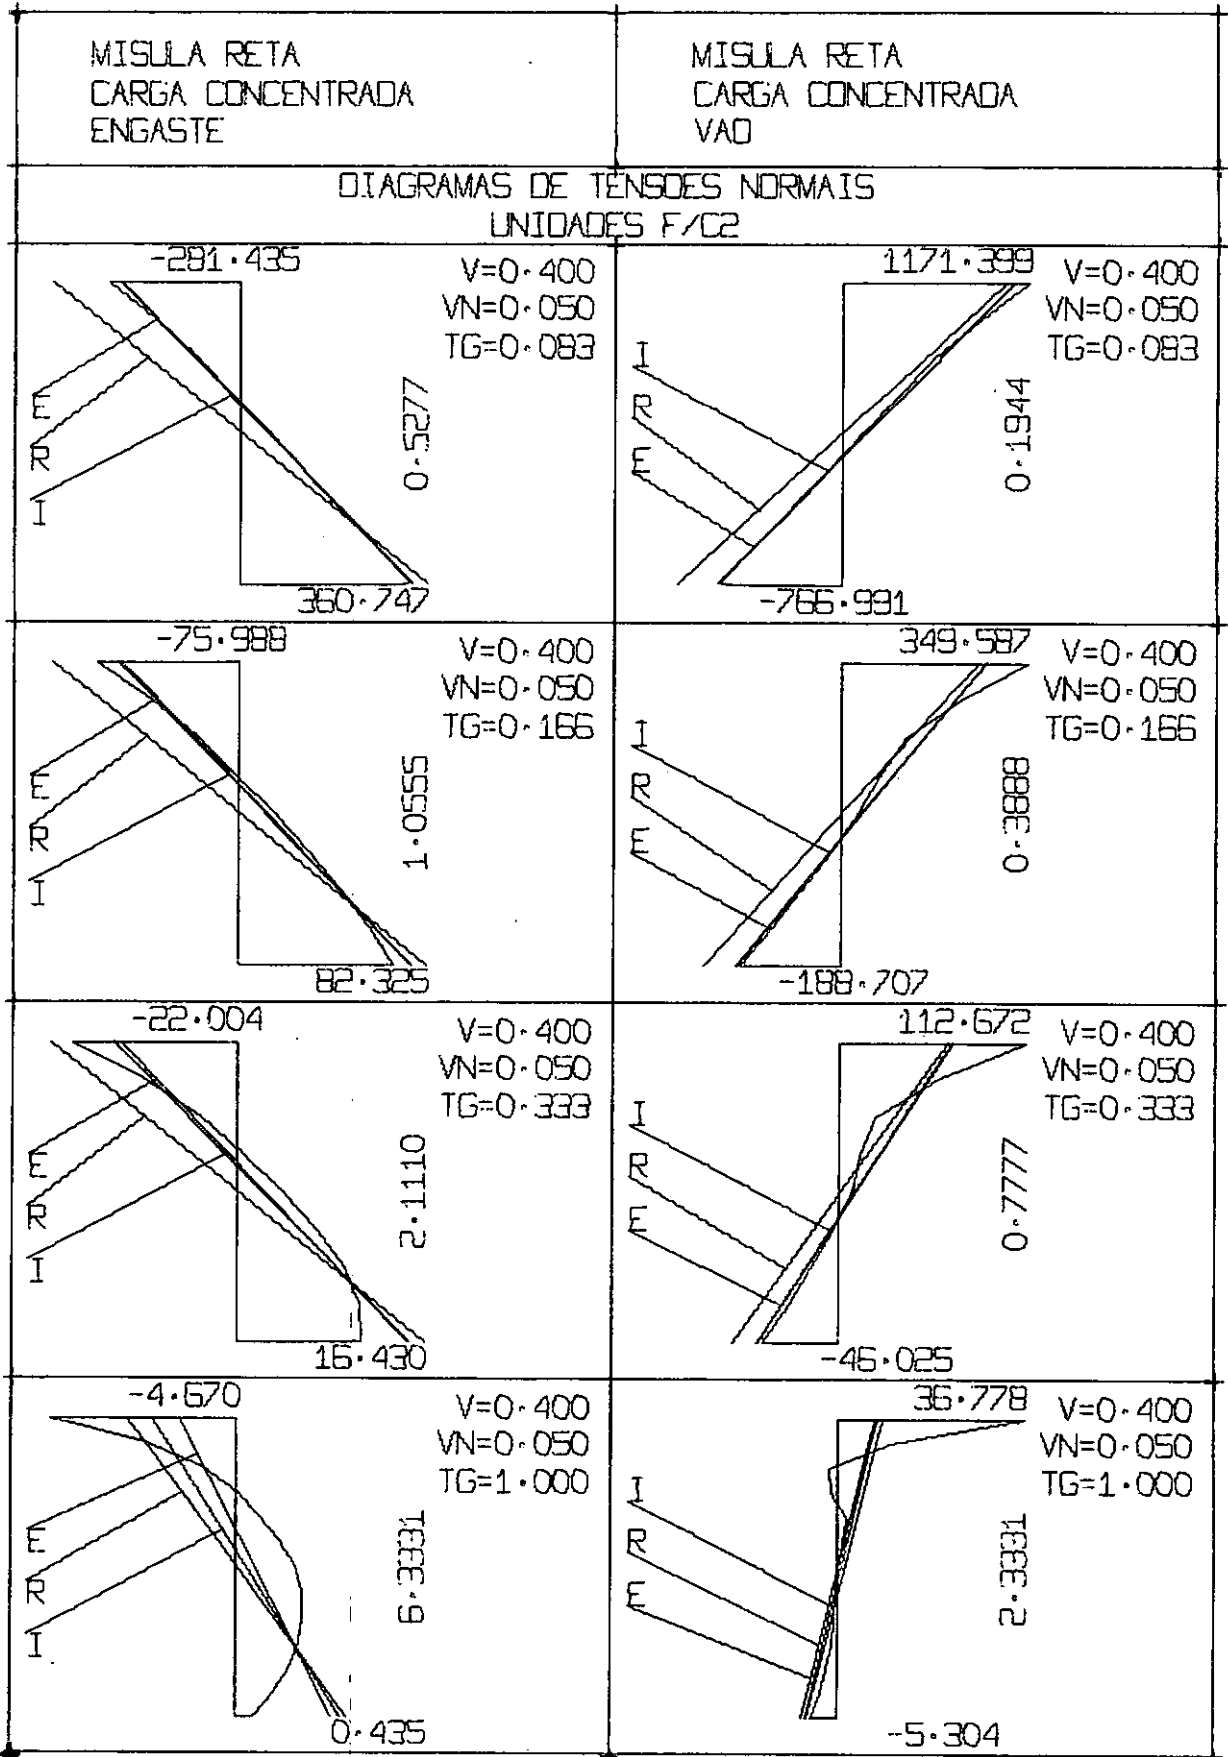 MISULA RETA
CARGA CONCENTRADA
ENGASTE
MISULA RETA
CARGA CONCENTRADA
VAO
DIAGRAMAS DE TENSOES NORMAIS
UNIDADES F/C2
-281.435
V=0.400
VN=0.050
TG=0.083
E
R
I
0.5277
360.747
1171.399
V=0.400
VN=0.050
TG=0.083
I
R
E
0.1944
-766.991
-75.988
V=0.400
VN=0.050
TG=0.166
E
R
I
1.0555
82.325
349.587
V=0.400
VN=0.050
TG=0.166
I
R
E
0.3888
-188.707
-22.004
V=0.400
VN=0.050
TG=0.333
E
R
I
2.1110
16.430
112.672
V=0.400
VN=0.050
TG=0.333
I
R
E
0.7777
-46.025
-4.670
V=0.400
VN=0.050
TG=1.000
E
R
I
6.3331
0.435
36.778
V=0.400
VN=0.050
TG=1.000
I
R
E
2.3331
-5.304